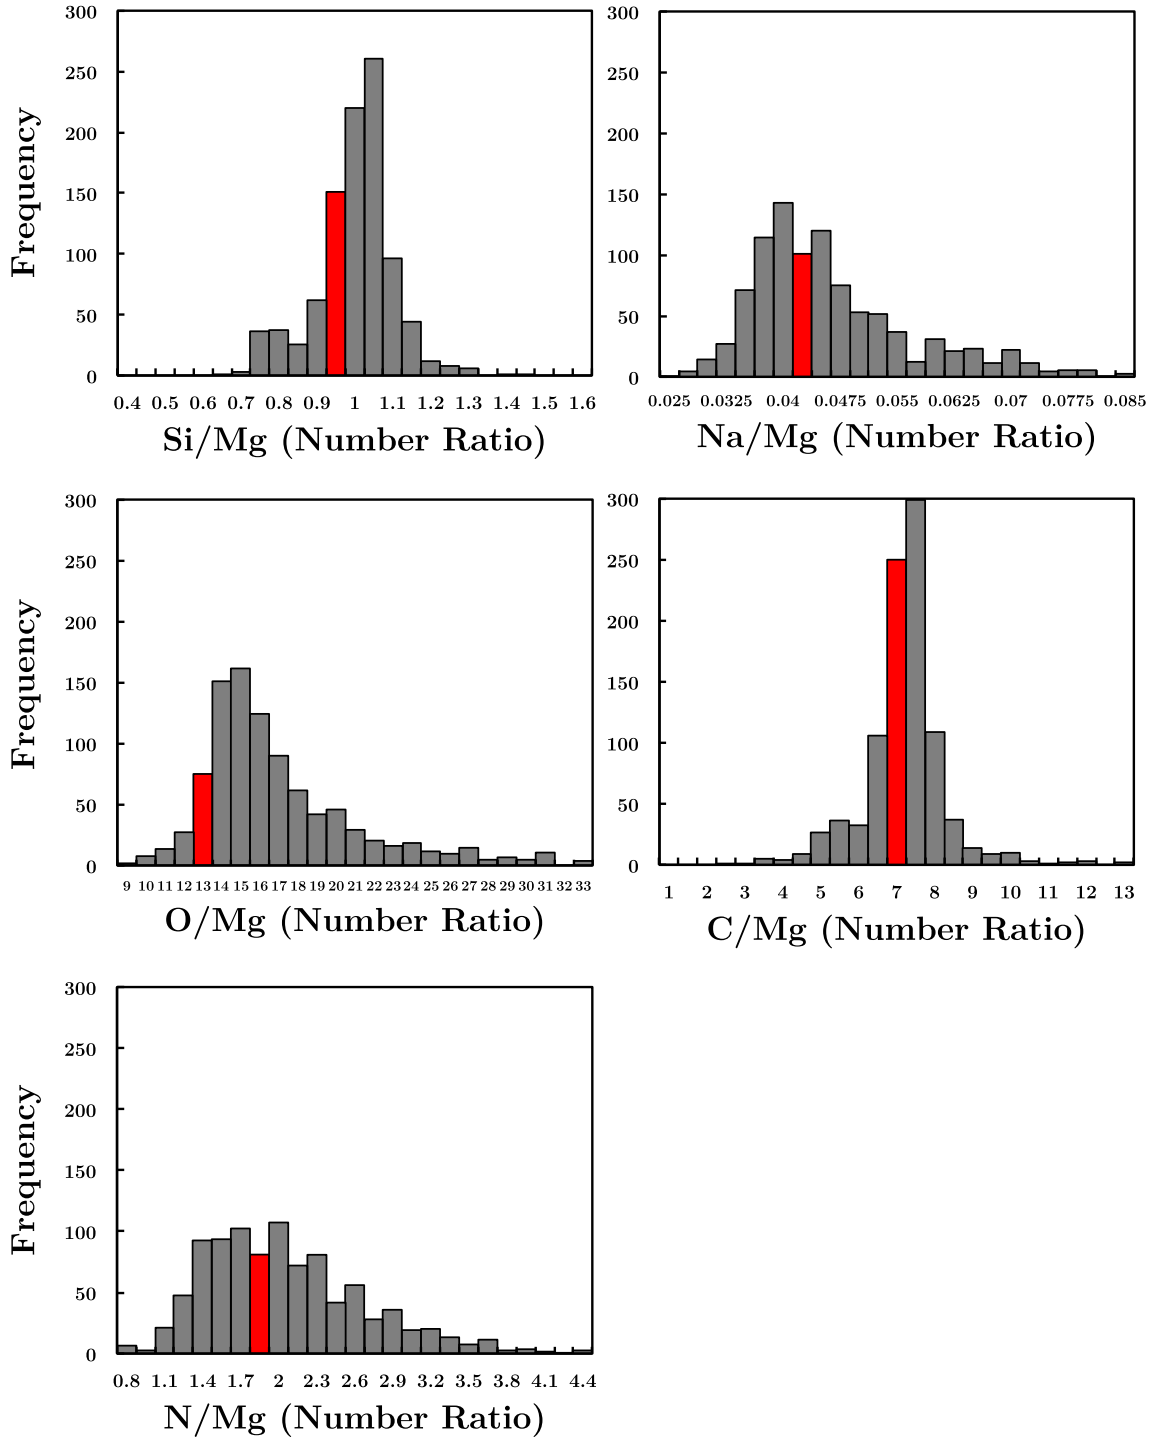 300
250
200
150
100
50
0
Frequency
0.4 0.5 0.6 0.7 0.8 0.9 1 1.1 1.2 1.3 1.4 1.5 1.6
Si/Mg (Number Ratio)
300
250
200
150
100
50
0
0.025 0.0325 0.04 0.0475 0.055 0.0625 0.07 0.0775 0.085
Na/Mg (Number Ratio)
300
250
200
150
100
50
0
Frequency
9 10 11 12 13 14 15 16 17 18 19 20 21 22 23 24 25 26 27 28 29 30 31 32 33
O/Mg (Number Ratio)
300
250
200
150
100
50
0
1 2 3 4 5 6 7 8 9 10 11 12 13
C/Mg (Number Ratio)
300
250
200
150
100
50
0
Frequency
0.8 1.1 1.4 1.7 2 2.3 2.6 2.9 3.2 3.5 3.8 4.1 4.4
N/Mg (Number Ratio)